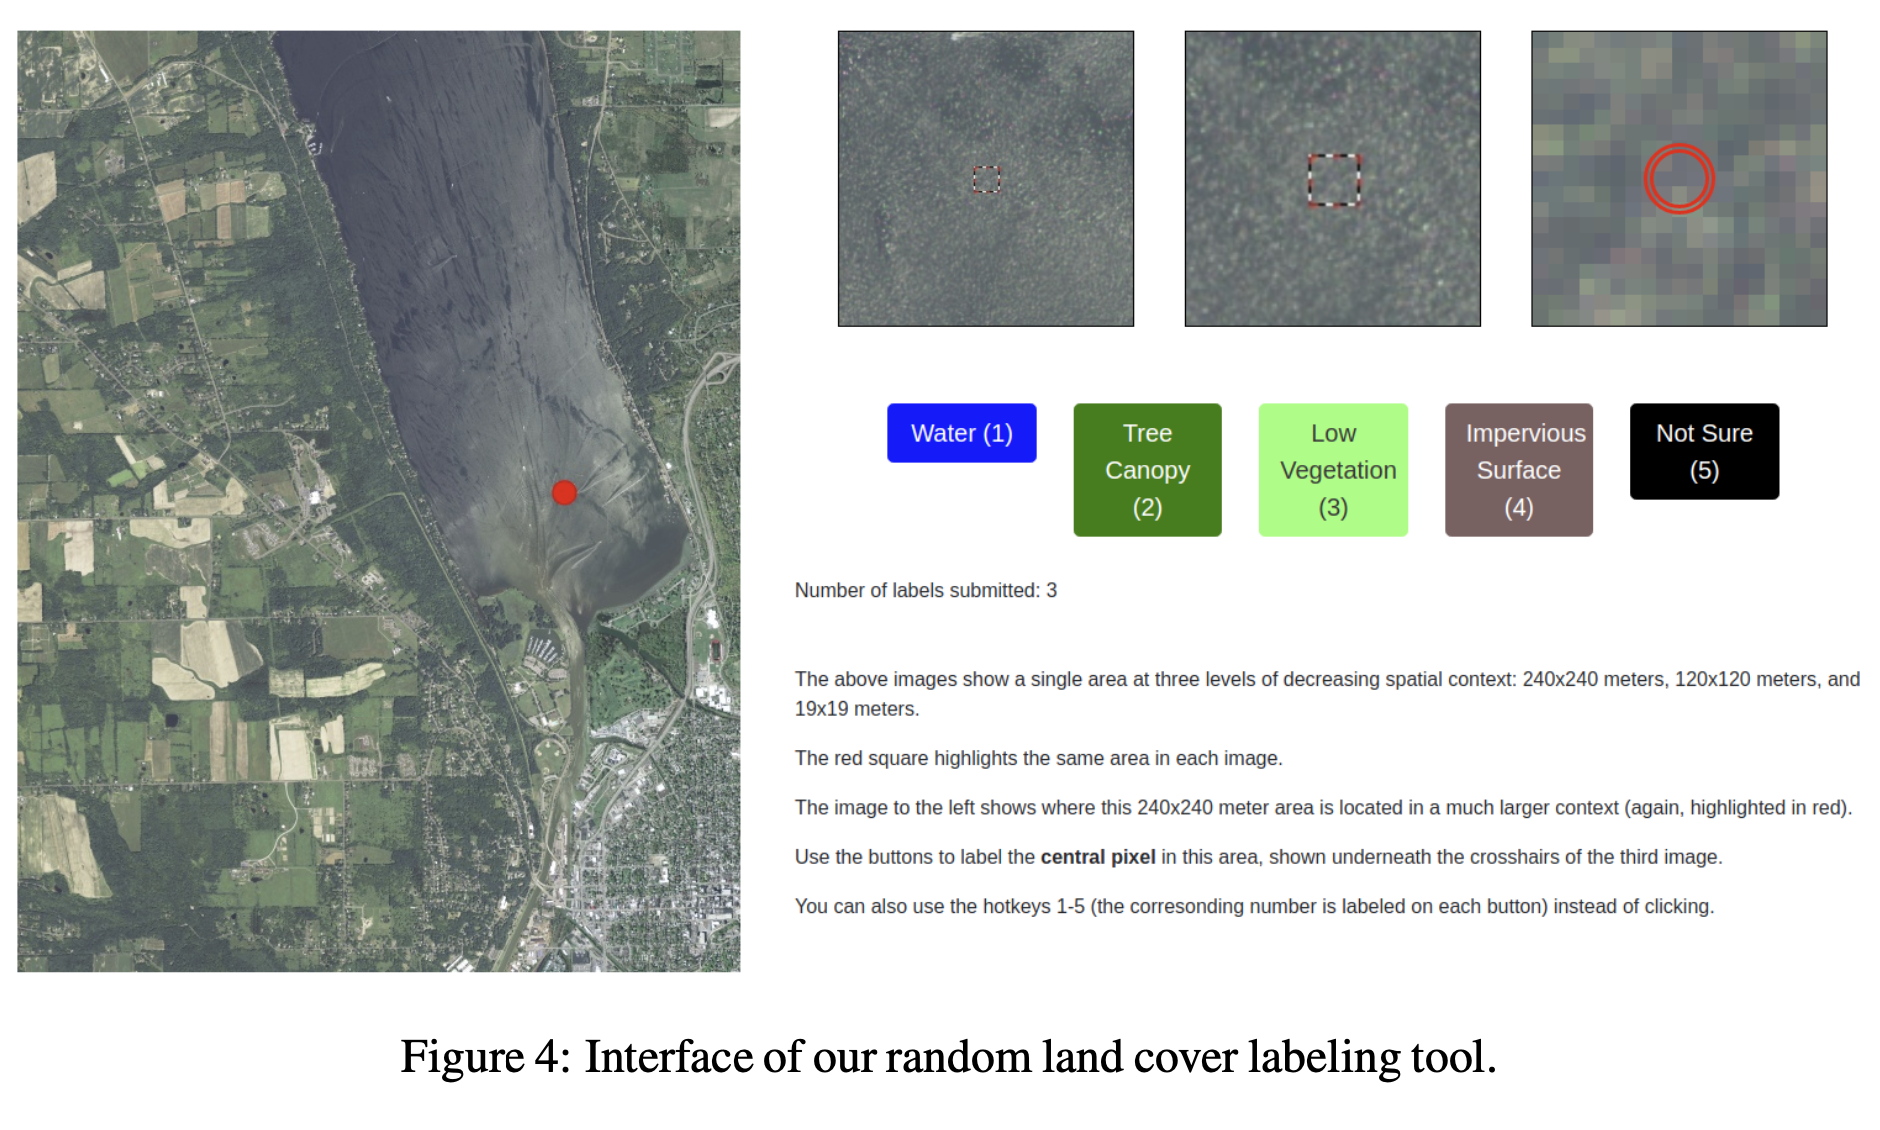 Water (1)
Tree
Canopy
(2)
Low
Vegetation
(3)
Impervious
Surface
(4)
Not Sure
(5)
Number of labels submitted: 3
The above images show a single area at three levels of decreasing spatial context: 240x240 meters, 120x120 meters, and
19x19 meters.
The red square highlights the same area in each image.
The image to the left shows where this 240x240 meter area is located in a much larger context (again, highlighted in red).
Use the buttons to label the central pixel in this area, shown underneath the crosshairs of the third image.
You can also use the hotkeys 1-5 (the corresonding number is labeled on each button) instead of clicking.
Figure 4: Interface of our random land cover labeling tool.